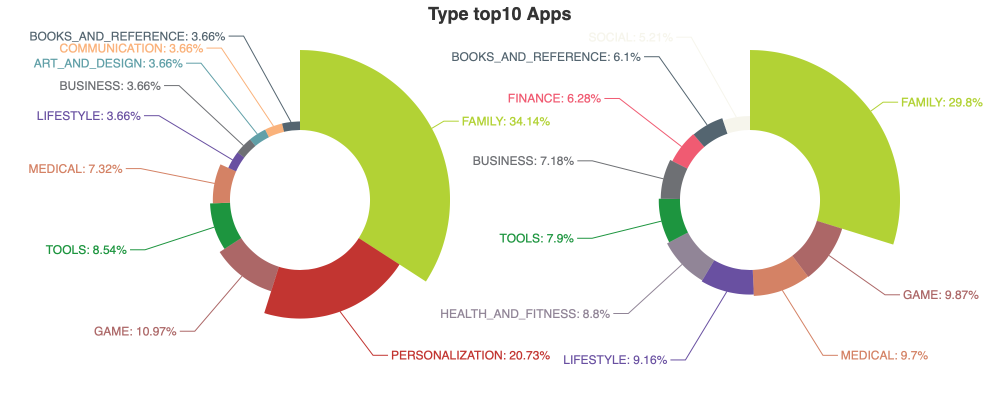 Type top10 Apps
BOOKS_AND_REFERENCE: 3.66%
COMMUNICATION: 3.66%
ART_AND_DESIGN: 3.66%
BUSINESS: 3.66%
LIFESTYLE: 3.66%
MEDICAL: 7.32%
TOOLS: 8.54%
GAME: 10.97%
PERSONALIZATION: 20.73%
FAMILY: 34.14%
SOCIAL: 5.21%
BOOKS_AND_REFERENCE: 6.1%
FINANCE: 6.28%
BUSINESS: 7.18%
TOOLS: 7.9%
HEALTH_AND_FITNESS: 8.8%
LIFESTYLE: 9.16%
MEDICAL: 9.7%
GAME: 9.87%
FAMILY: 29.8%